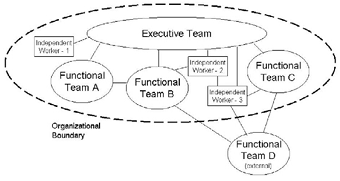 Executive Team
Independent
Worker - 1
Independent
Worker - 2
Functional
Team A
Functional
Team B
Functional
Team C
Independent
Worker - 3
Organizational
Boundary
Functional
Team D
(external)